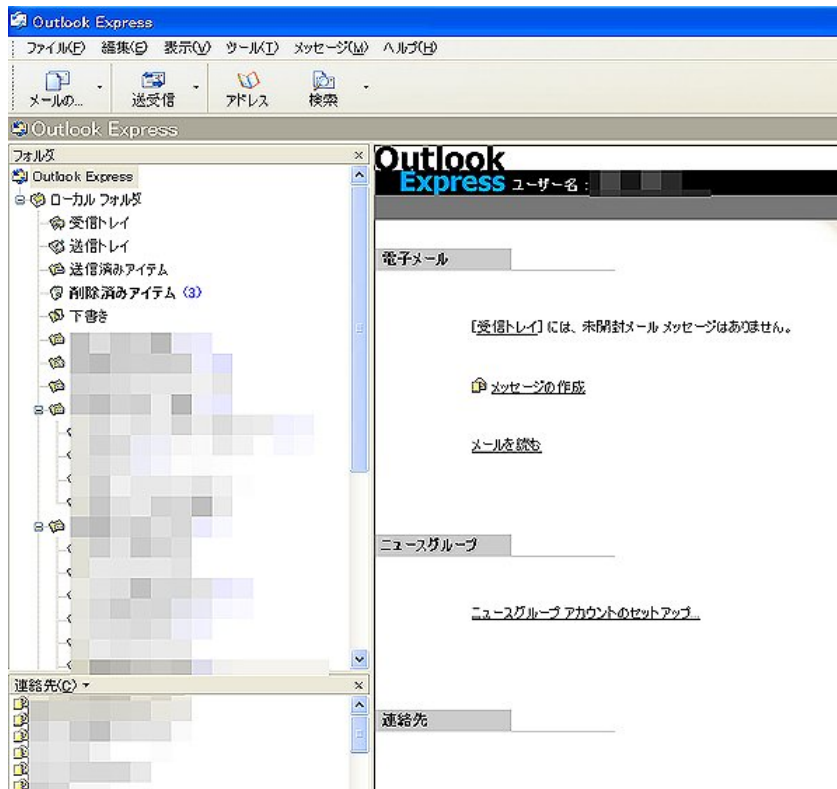 Outlook Express
ファイル(F) 編集(E) 表示(V) ツール(T) メッセージ(M) ヘルプ(H)
メールの... 送受信 アドレス 検索
Outlook Express
フォルダ ×
Outlook Express
ローカル フォルダ
受信トレイ
送信トレイ
送信済みアイテム
削除済みアイテム (3)
下書き
連絡先(C) ×
Outlook
Express ユーザー名 :
電子メール
[受信トレイ] には、未開封メール メッセージはありません。
メッセージの作成
メールを読む
ニュースグループ
ニュースグループ アカウントのセットアップ...
連絡先